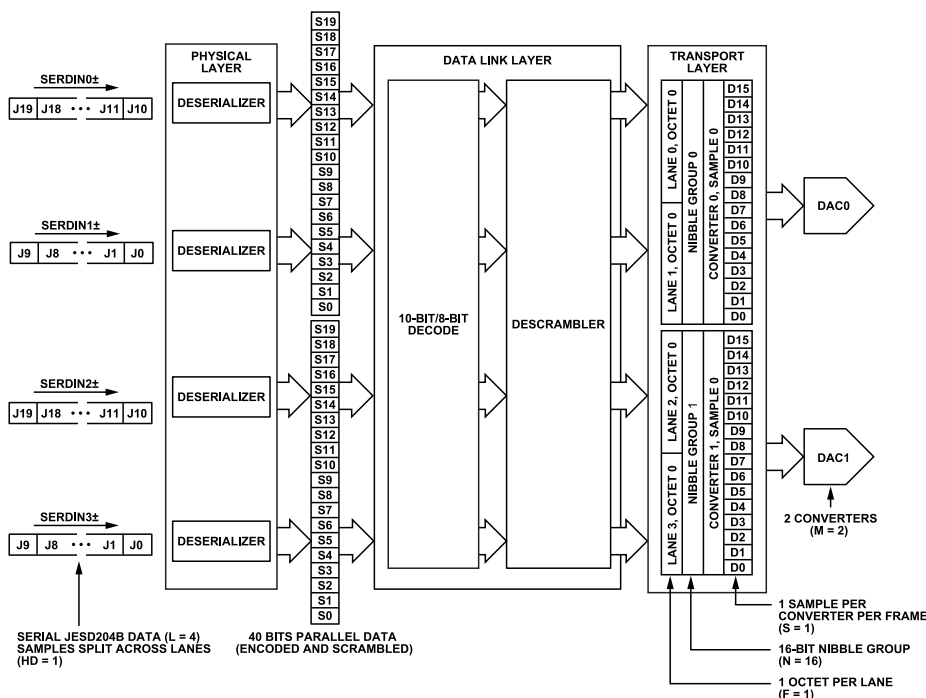 PHYSICAL
LAYER
DATA LINK LAYER
TRANSPORT
LAYER
SERDIN0±
J19 J18 ··· J11 J10
SERDIN1±
J9 J8 ··· J1 J0
SERDIN2±
J19 J18 ··· J11 J10
SERDIN3±
J9 J8 ··· J1 J0
DESERIALIZER
DESERIALIZER
DESERIALIZER
DESERIALIZER
S19
S18
S17
S16
S15
S14
S13
S12
S11
S10
S9
S8
S7
S6
S5
S4
S3
S2
S1
S0
S19
S18
S17
S16
S15
S14
S13
S12
S11
S10
S9
S8
S7
S6
S5
S4
S3
S2
S1
S0
10-BIT/8-BIT
DECODE
DESCRAMBLER
LANE 0, OCTET 0
LANE 1, OCTET 0
NIBBLE GROUP 0
CONVERTER 0, SAMPLE 0
D15
D14
D13
D12
D11
D10
D9
D8
D7
D6
D5
D4
D3
D2
D1
D0
LANE 2, OCTET 0
LANE 3, OCTET 0
NIBBLE GROUP 1
CONVERTER 1, SAMPLE 0
D15
D14
D13
D12
D11
D10
D9
D8
D7
D6
D5
D4
D3
D2
D1
D0
DAC0
DAC1
2 CONVERTERS
(M = 2)
SERIAL JESD204B DATA (L = 4)
SAMPLES SPLIT ACROSS LANES
(HD = 1)
40 BITS PARALLEL DATA
(ENCODED AND SCRAMBLED)
1 SAMPLE PER
CONVERTER PER FRAME
(S = 1)
16-BIT NIBBLE GROUP
(N = 16)
1 OCTET PER LANE
(F = 1)